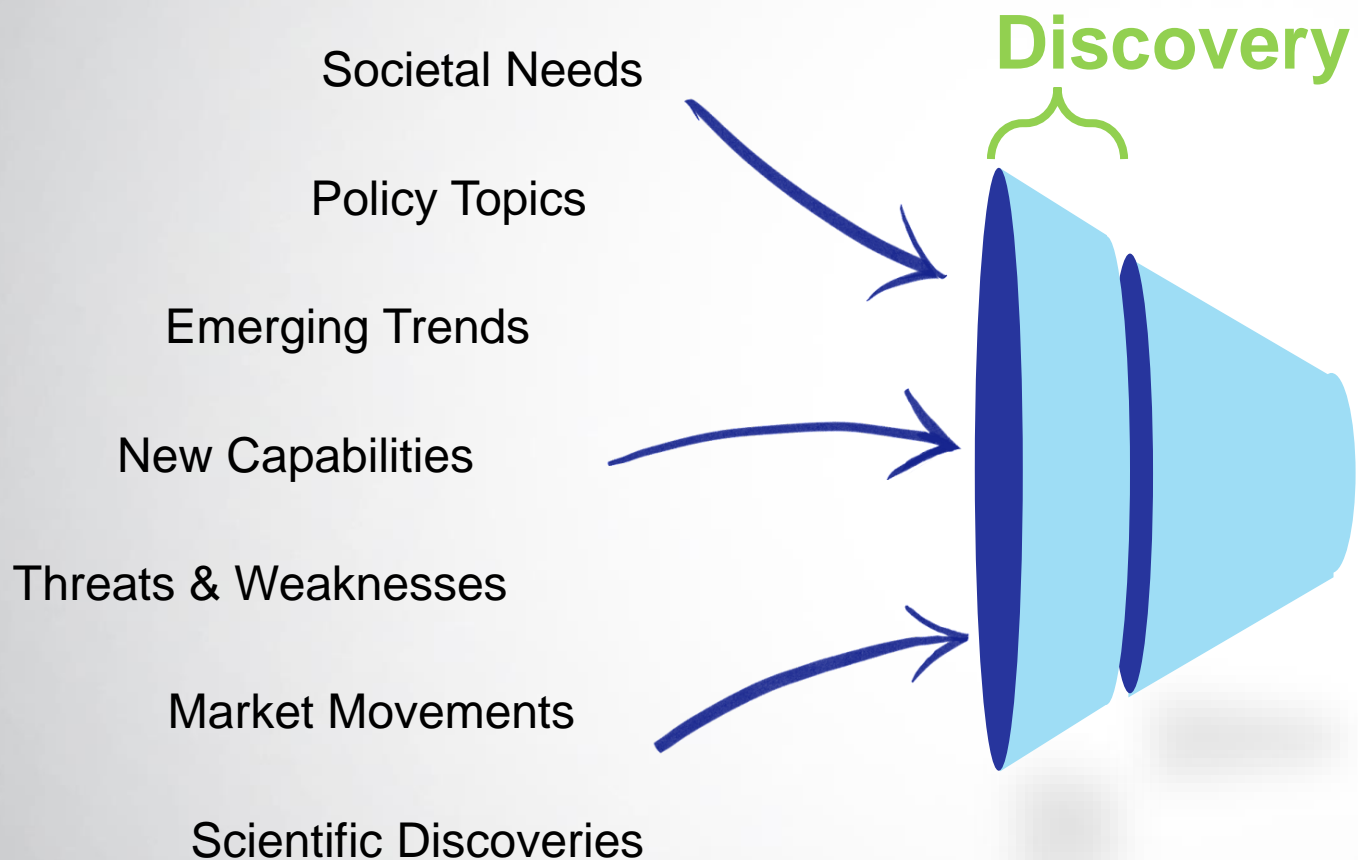 Discovery
Societal Needs
Policy Topics
Emerging Trends
New Capabilities
Threats & Weaknesses
Market Movements
Scientific Discoveries